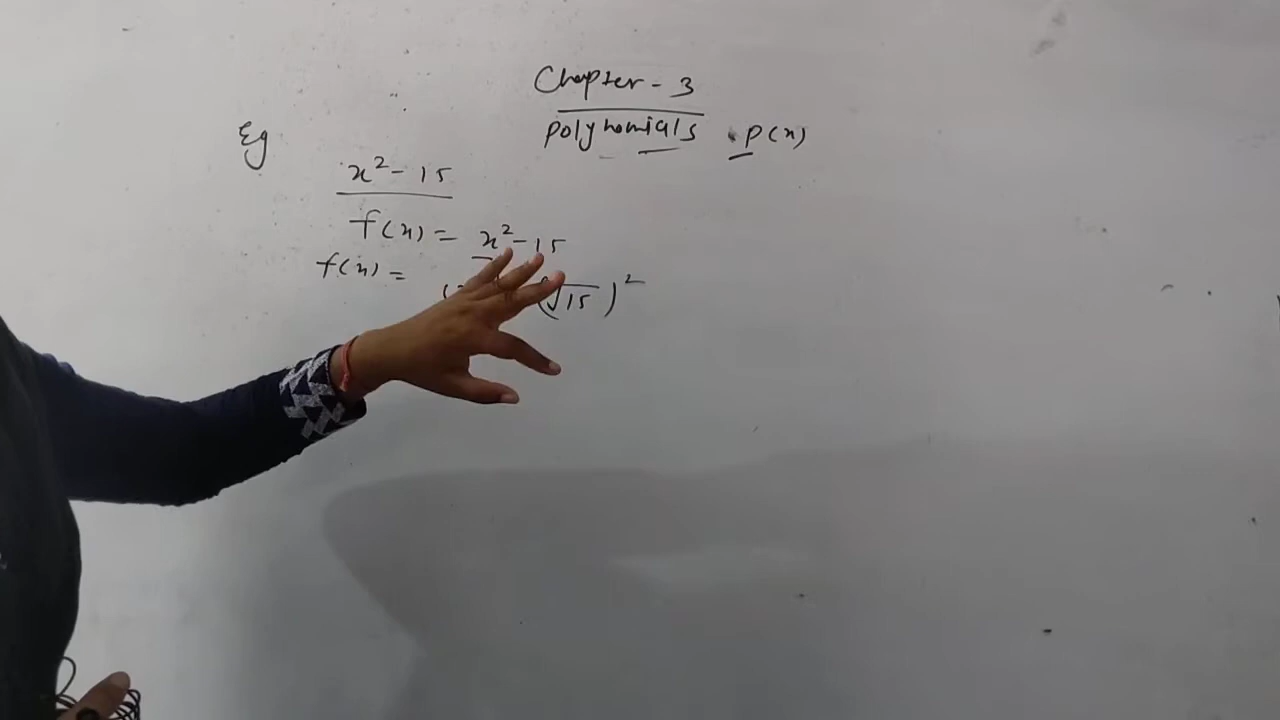 Chapter - 3
polynomials P(x)
Eg
x² - 15
f(x) = x² - 15
f(x) =
(√15)²